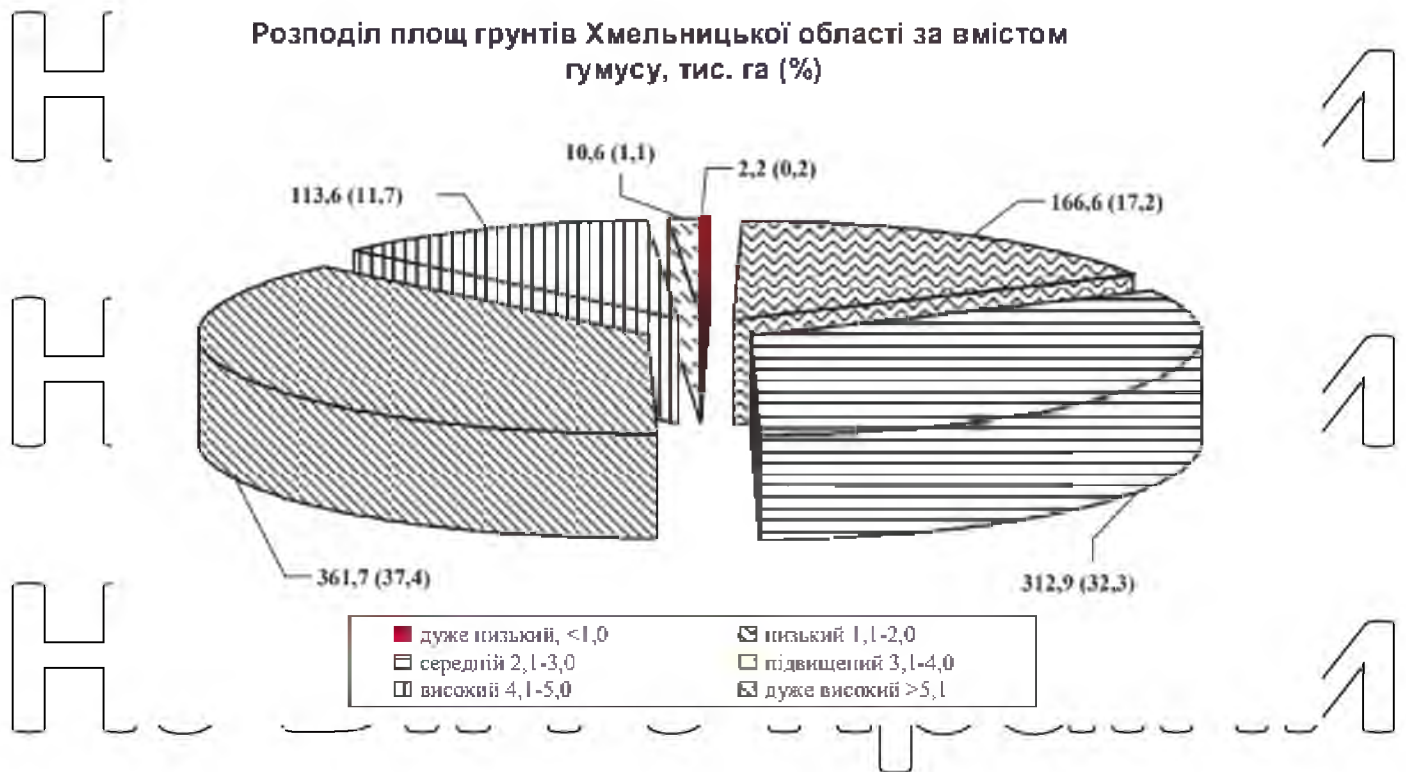 Розподіл площ грунтів Хмельницької області за вмістом
гумусу, тис. га (%)
10,6 (1,1)
2,2 (0,2)
113,6 (11,7)
166,6 (17,2)
361,7 (37,4)
312,9 (32,3)
дуже низький, <1,0
низький 1,1-2,0
середній 2,1-3,0
підвищений 3,1-4,0
високий 4,1-5,0
дуже високий >5,1